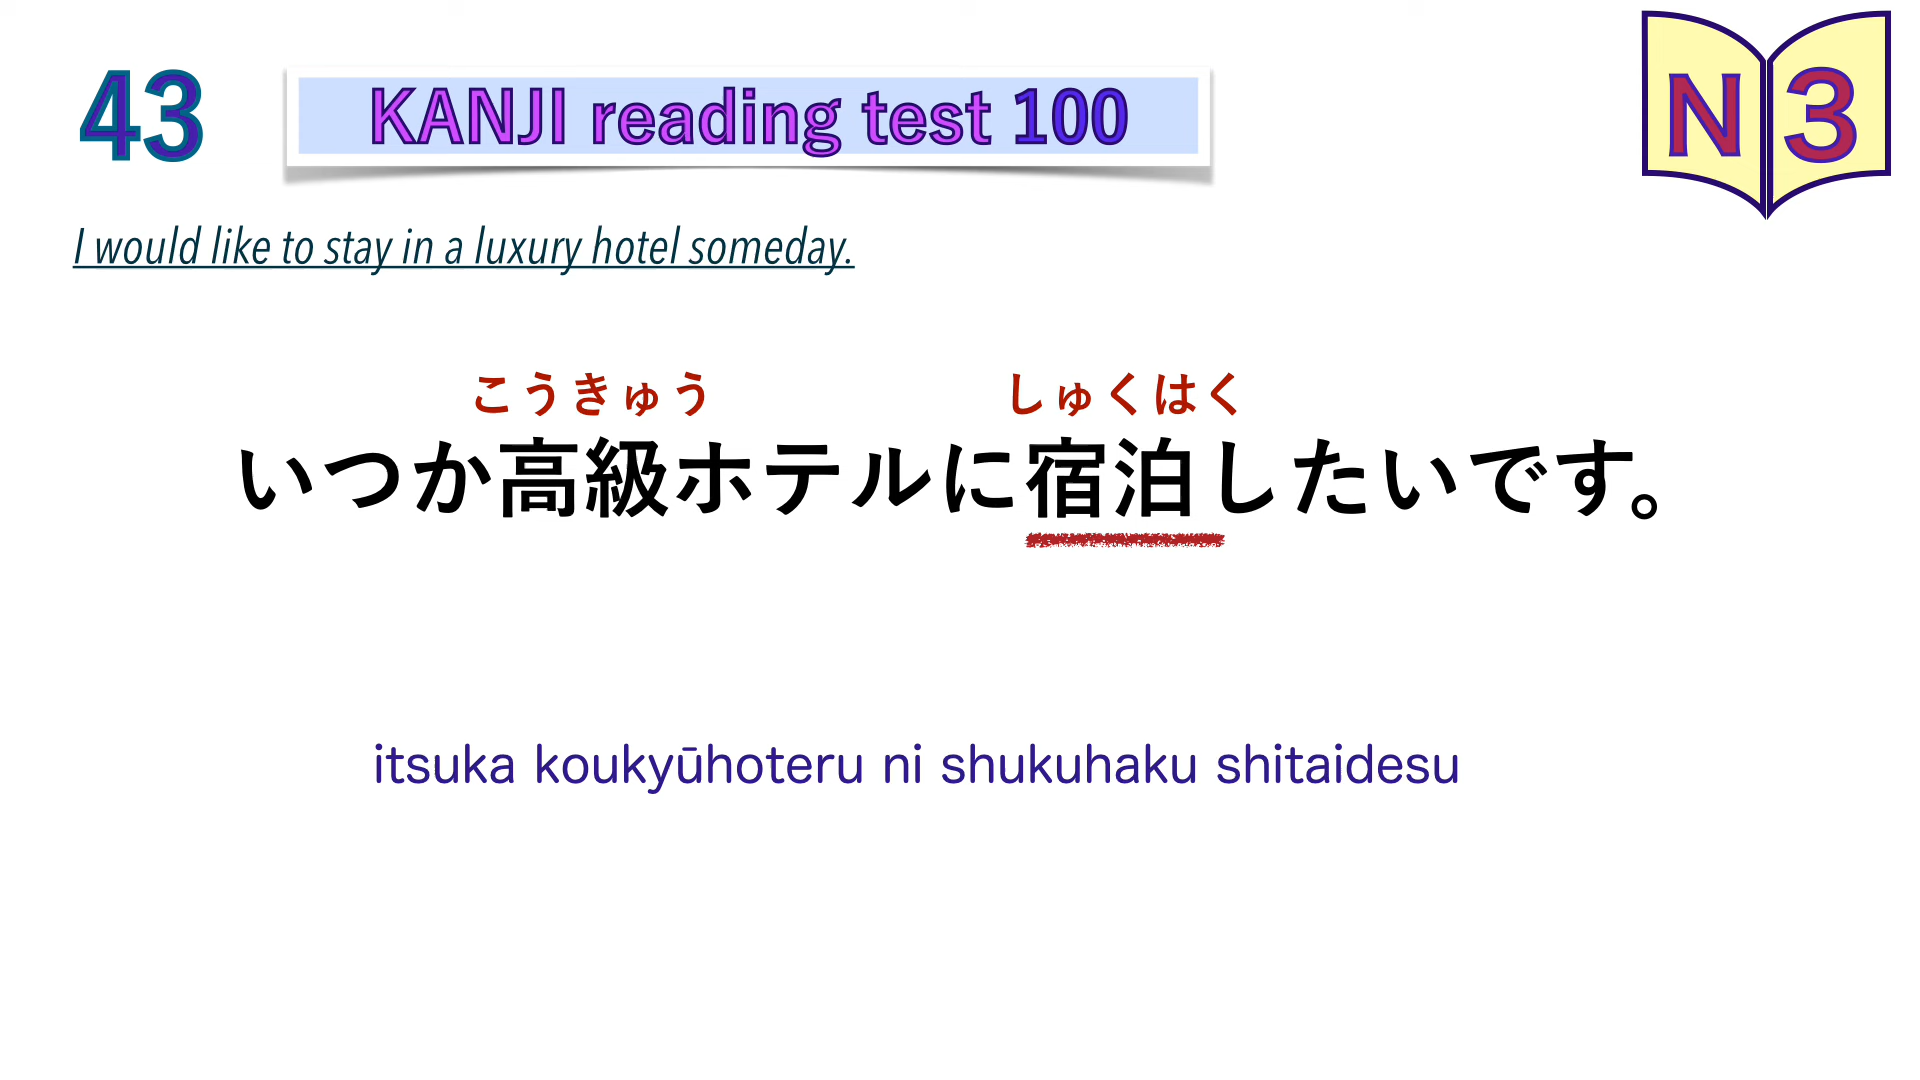 43
KANJI reading test 100
N3
I would like to stay in a luxury hotel someday.
こうきゅう しゅくはく
いつか高級ホテルに宿泊したいです。
itsuka koukyūhoteru ni shukuhaku shitaidesu